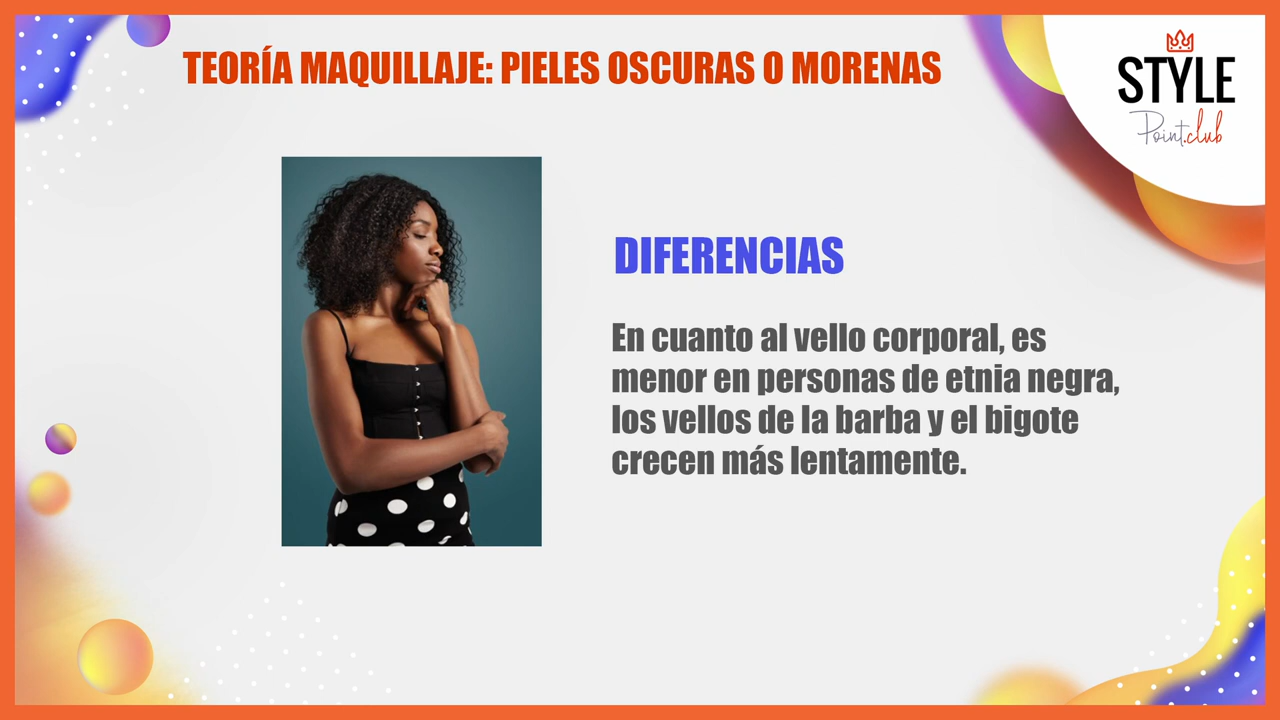 TEORÍA MAQUILLAJE: PIELES OSCURAS O MORENAS
STYLE
Point.club
DIFERENCIAS
En cuanto al vello corporal, es
menor en personas de etnia negra,
los vellos de la barba y el bigote
crecen más lentamente.